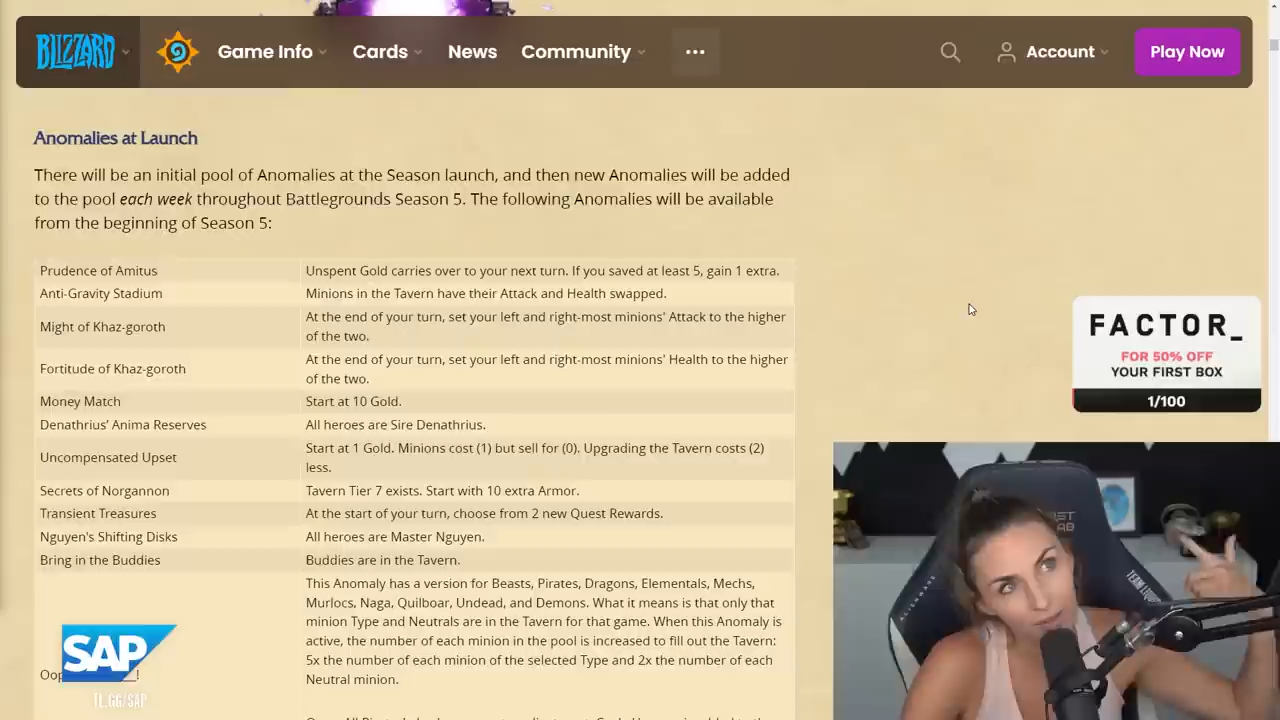 BLIZZARD
Game Info
Cards
News
Community
Account
Play Now
Anomalies at Launch
There will be an initial pool of Anomalies at the Season launch, and then new Anomalies will be added
to the pool each week throughout Battlegrounds Season 5. The following Anomalies will be available
from the beginning of Season 5:
Prudence of Amitus
Unspent Gold carries over to your next turn. If you saved at least 5, gain 1 extra.
Anti-Gravity Stadium
Minions in the Tavern have their Attack and Health swapped.
Might of Khaz-goroth
At the end of your turn, set your left and right-most minions' Attack to the higher
of the two.
Fortitude of Khaz-goroth
At the end of your turn, set your left and right-most minions' Health to the higher
of the two.
Money Match
Start at 10 Gold.
Denathrius' Anima Reserves
All heroes are Sire Denathrius.
Uncompensated Upset
Start at 1 Gold. Minions cost (1) but sell for (0). Upgrading the Tavern costs (2)
less.
Secrets of Norgannon
Tavern Tier 7 exists. Start with 10 extra Armor.
Transient Treasures
At the start of your turn, choose from 2 new Quest Rewards.
Nguyen's Shifting Disks
All heroes are Master Nguyen.
Bring in the Buddies
Buddies are in the Tavern.
This Anomaly has a version for Beasts, Pirates, Dragons, Elementals, Mechs,
Murlocs, Naga, Quilboar, Undead, and Demons. What it means is that only that
minion Type and Neutrals are in the Tavern for that game. When this Anomaly is
active, the number of each minion in the pool is increased to fill out the Tavern:
5x the number of each minion of the selected Type and 2x the number of each
Neutral minion.
FACTOR_
FOR 50% OFF
YOUR FIRST BOX
1/100
SAP
TL.GG/SAP
ALIENWARE
TEAM LIQUID